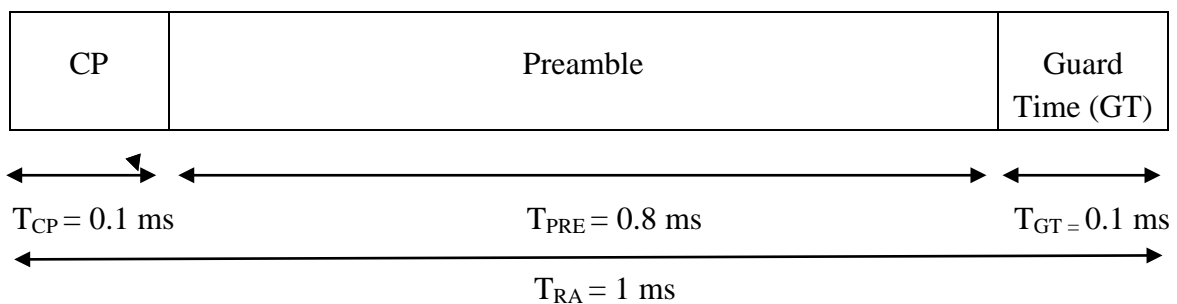 CP
Preamble
Guard
Time (GT)
T_CP = 0.1 ms
T_PRE = 0.8 ms
T_GT = 0.1 ms
T_RA = 1 ms